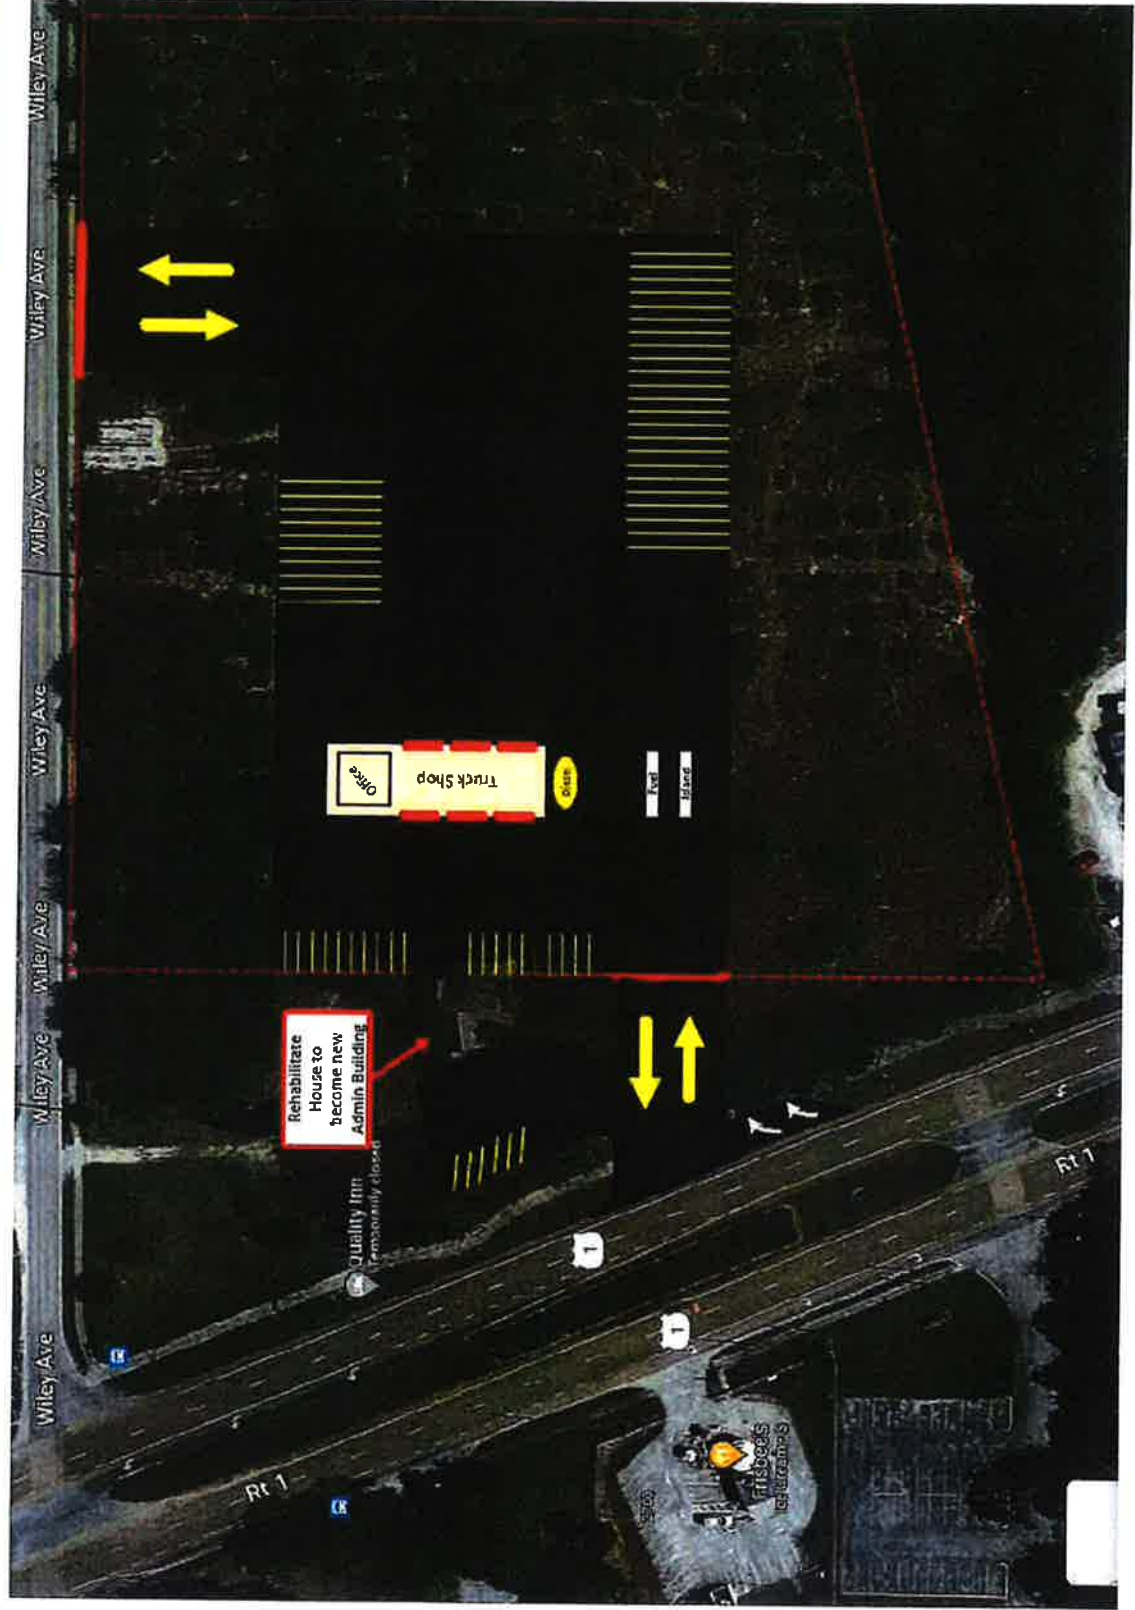 Wiley Ave
Wiley Ave
Wiley Ave
Wiley Ave
Wiley Ave
Wiley Ave
Wiley Ave
Rehabilitate
House to
become new
Admin Building
Office
Truck Shop
Diesel
Fuel
Island
Quality Inn
Temporarily closed
1
1
Rt 1
Rt 1
Frisbee's